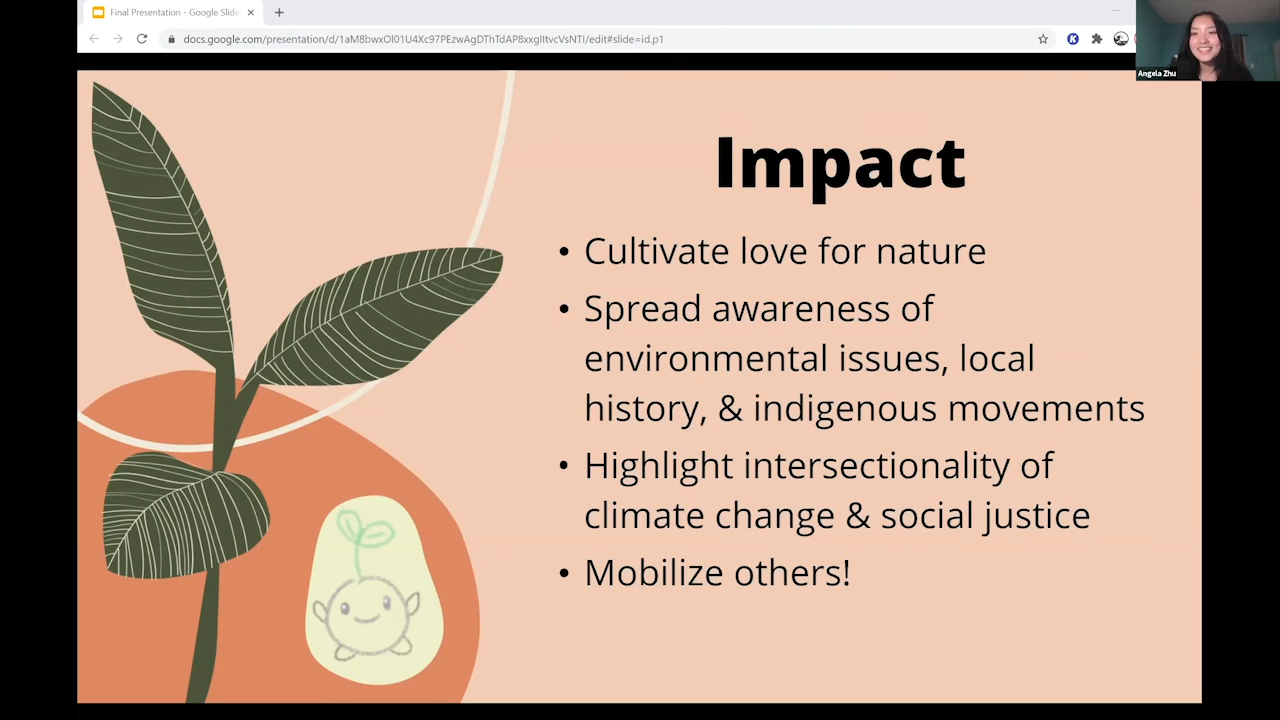 Final Presentation - Google Slide
docs.google.com/presentation/d/1aM8bwxOl01U4Xc97PEzwAgDThTdAP8xxgIItvcVsNTI/edit#slide=id.p1
Angela Zhu
Impact
• Cultivate love for nature
• Spread awareness of
environmental issues, local
history, & indigenous movements
• Highlight intersectionality of
climate change & social justice
• Mobilize others!